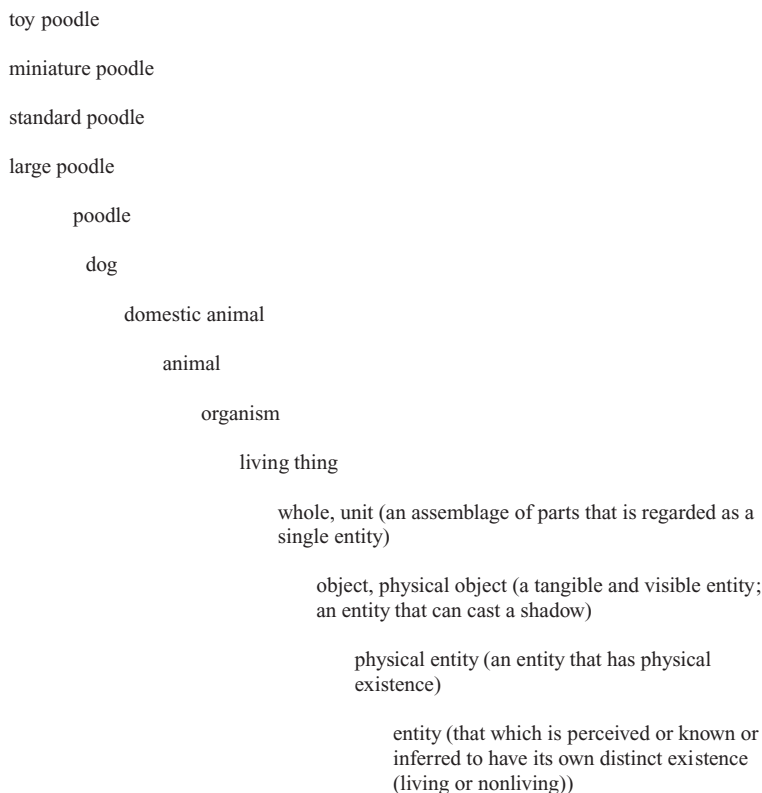 toy poodle
miniature poodle
standard poodle
large poodle
poodle
dog
domestic animal
animal
organism
living thing
whole, unit (an assemblage of parts that is regarded as a
single entity)
object, physical object (a tangible and visible entity;
an entity that can cast a shadow)
physical entity (an entity that has physical
existence)
entity (that which is perceived or known or
inferred to have its own distinct existence
(living or nonliving))